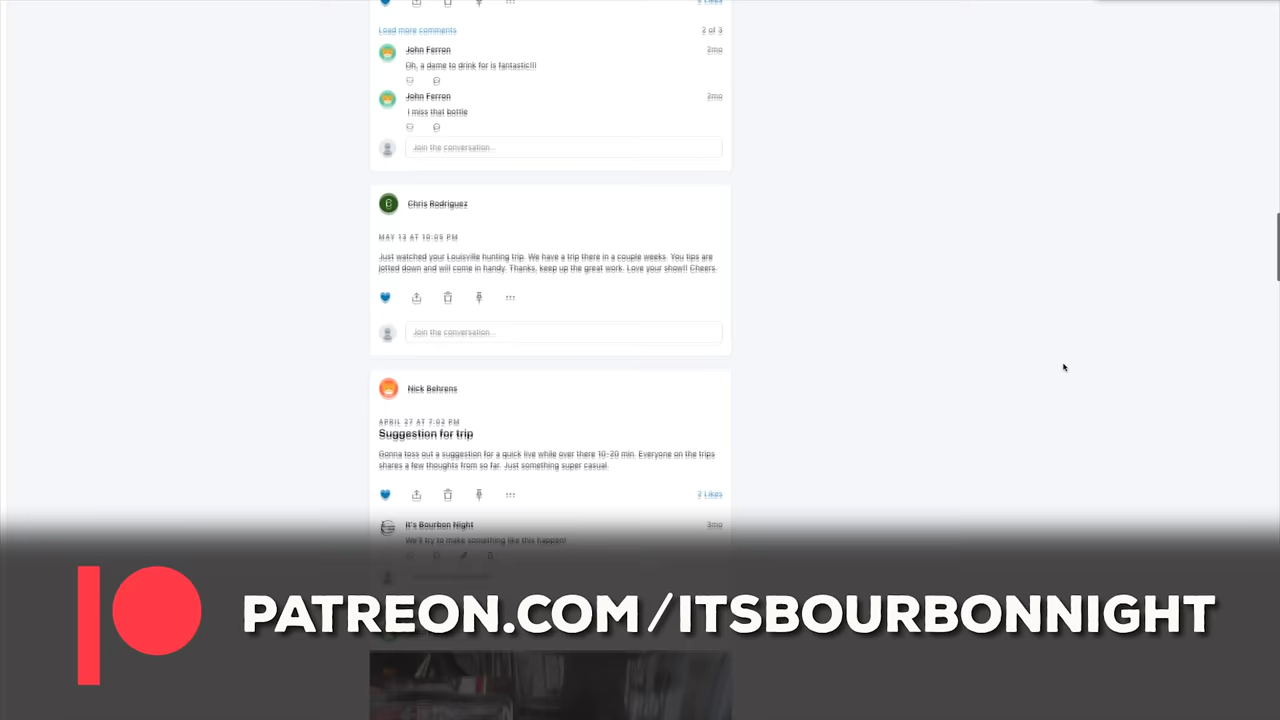 2 Likes
Load more comments 2 of 3
John Ferron 2mo
Oh, a dame to drink for is fantastic!!!
John Ferron 2mo
I miss that bottle
Join the conversation...
C Chris Rodriguez
MAY 13 AT 10:05 PM
Just watched your Louisville hunting trip. We have a trip there in a couple weeks. You tips are
jotted down and will come in handy. Thanks, keep up the great work. Love your show!! Cheers.
Join the conversation...
Nick Behrens
APRIL 27 AT 7:02 PM
Suggestion for trip
Gonna toss out a suggestion for a quick live while over there 10-20 min. Everyone on the trips
shares a few thoughts from so far. Just something super casual.
2 Likes
It's Bourbon Night 3mo
We'll try to make something like this happen!
PATREON.COM/ITSBOURBONNIGHT